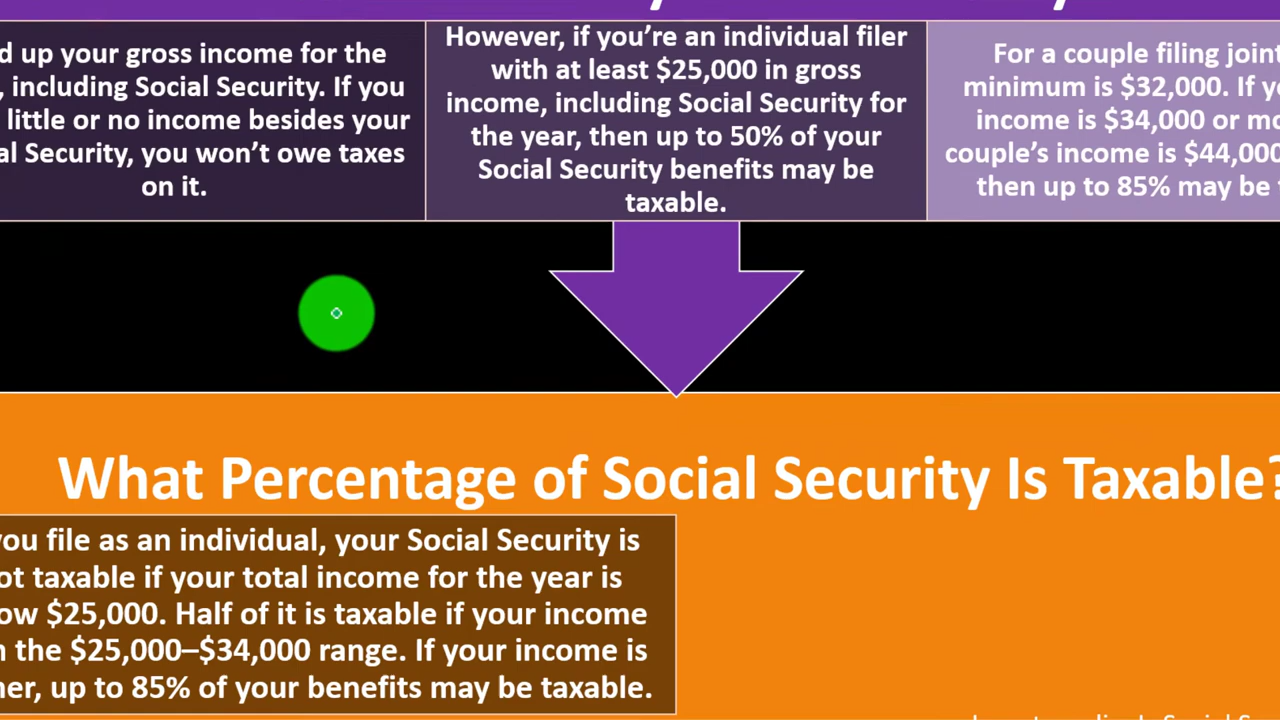 d up your gross income for the
, including Social Security. If you
little or no income besides your
al Security, you won’t owe taxes
on it.
However, if you’re an individual filer
with at least $25,000 in gross
income, including Social Security for
the year, then up to 50% of your
Social Security benefits may be
taxable.
For a couple filing joint
minimum is $32,000. If yo
income is $34,000 or mo
couple’s income is $44,000
then up to 85% may be t
What Percentage of Social Security Is Taxable?
you file as an individual, your Social Security is
ot taxable if your total income for the year is
ow $25,000. Half of it is taxable if your income
n the $25,000–$34,000 range. If your income is
her, up to 85% of your benefits may be taxable.